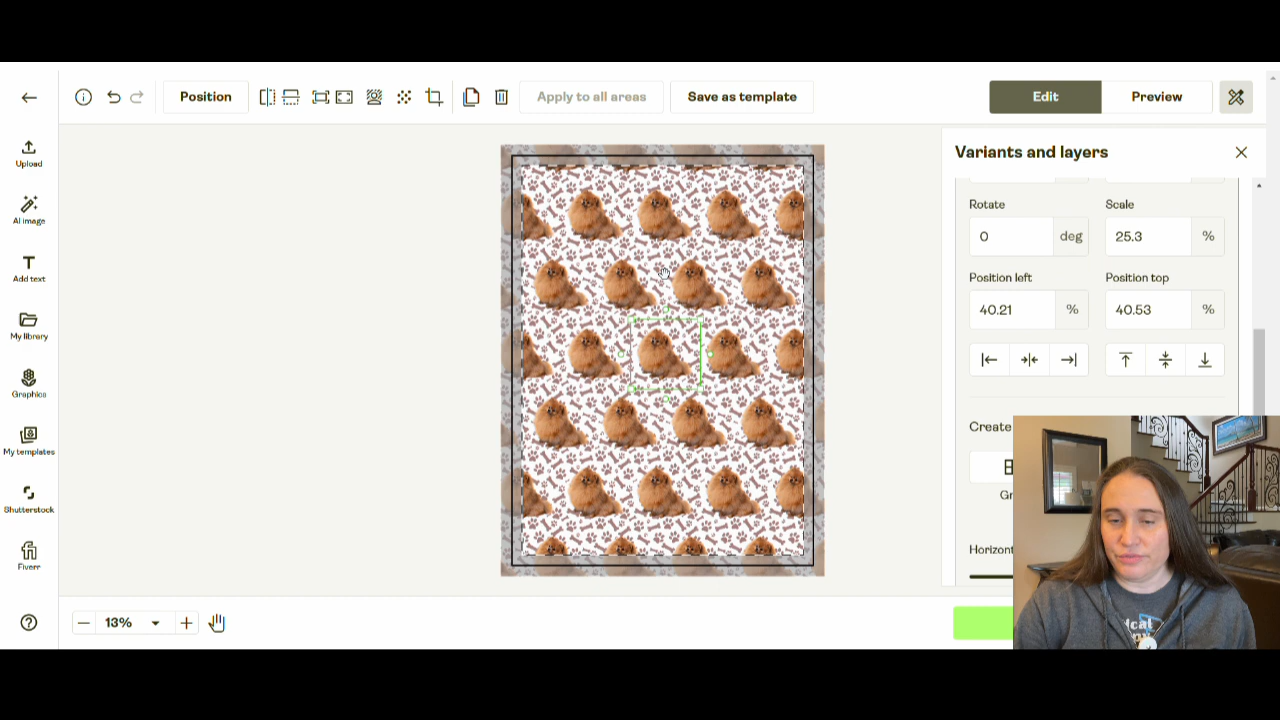 Position
Apply to all areas
Save as template
Edit
Preview
Upload
AI image
Add text
My library
Graphics
My templates
Shutterstock
Fiverr
Variants and layers
Rotate
Scale
0
deg
25.3
%
Position left
Position top
40.21
%
40.53
%
Create
Gr
Horizont
13%